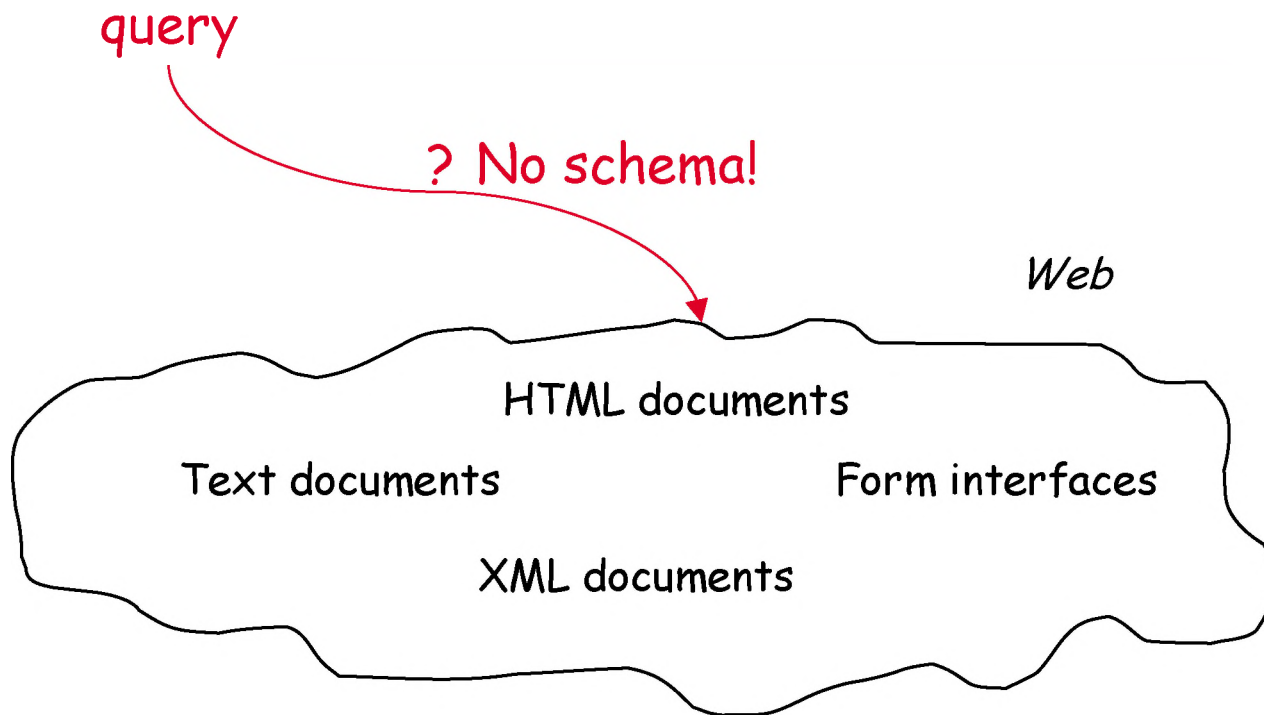 query
? No schema!
Web
HTML documents
Text documents
Form interfaces
XML documents